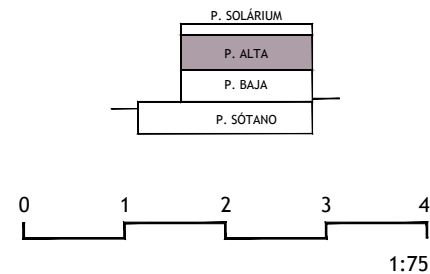 P. SOLÁRIUM
P. ALTA
P. BAJA
P. SÓTANO
0 1 2 3 4
1:75